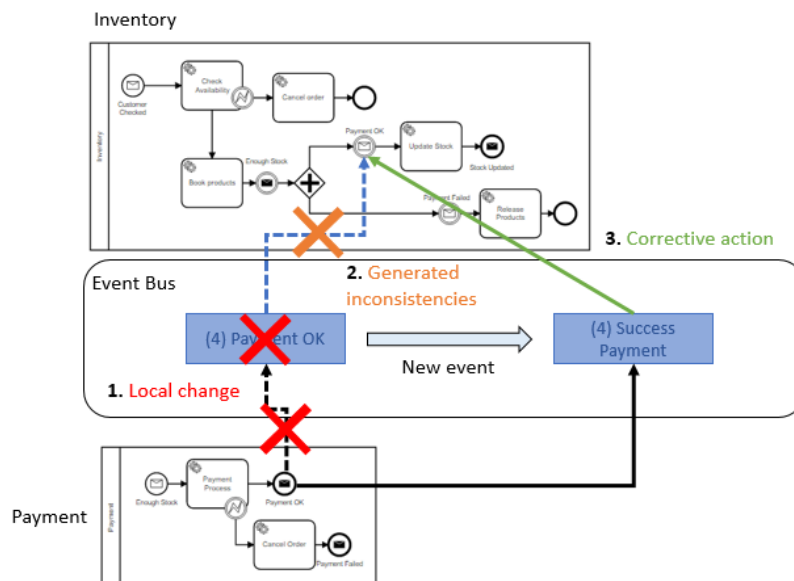 Inventory
Inventory
Customer
Checked
Check
Availability
Cancel order
Book products
Enough Stock
Payment OK
Update Stock
Stock Updated
Payment Failed
Release
Products
3. Corrective action
2. Generated
inconsistencies
Event Bus
(4) Payment OK
New event
(4) Success
Payment
1. Local change
Payment
Payment
Enough Stock
Payment
Process
Payment OK
Cancel Order
Payment Failed